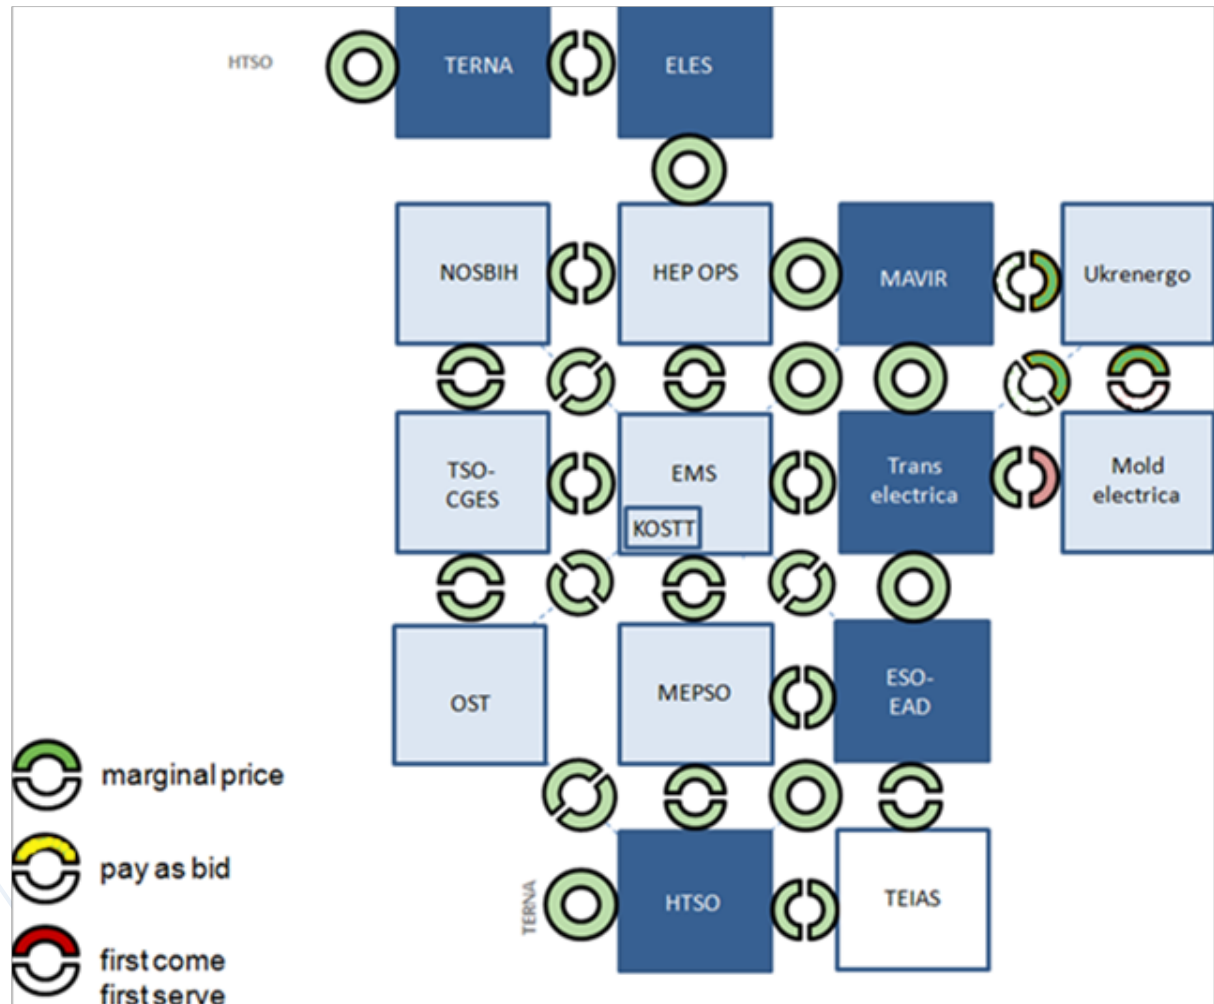 HTSO
TERNA
ELES
NOSBIH
HEP OPS
MAVIR
Ukrenergo
TSO-
CGES
EMS
KOSTT
Trans
electrica
Mold
electrica
OST
MEPSO
ESO-
EAD
TERNA
HTSO
TEIAS
marginal price
pay as bid
first come
first serve